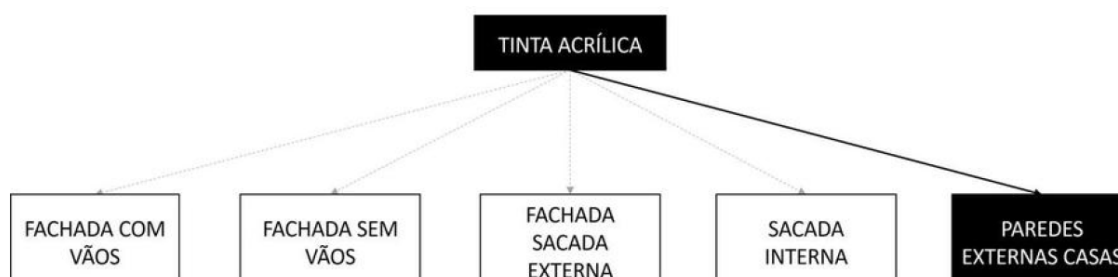 TINTA ACRÍLICA
FACHADA COM
VÃOS
FACHADA SEM
VÃOS
FACHADA
SACADA
EXTERNA
SACADA
INTERNA
PAREDES
EXTERNAS CASAS